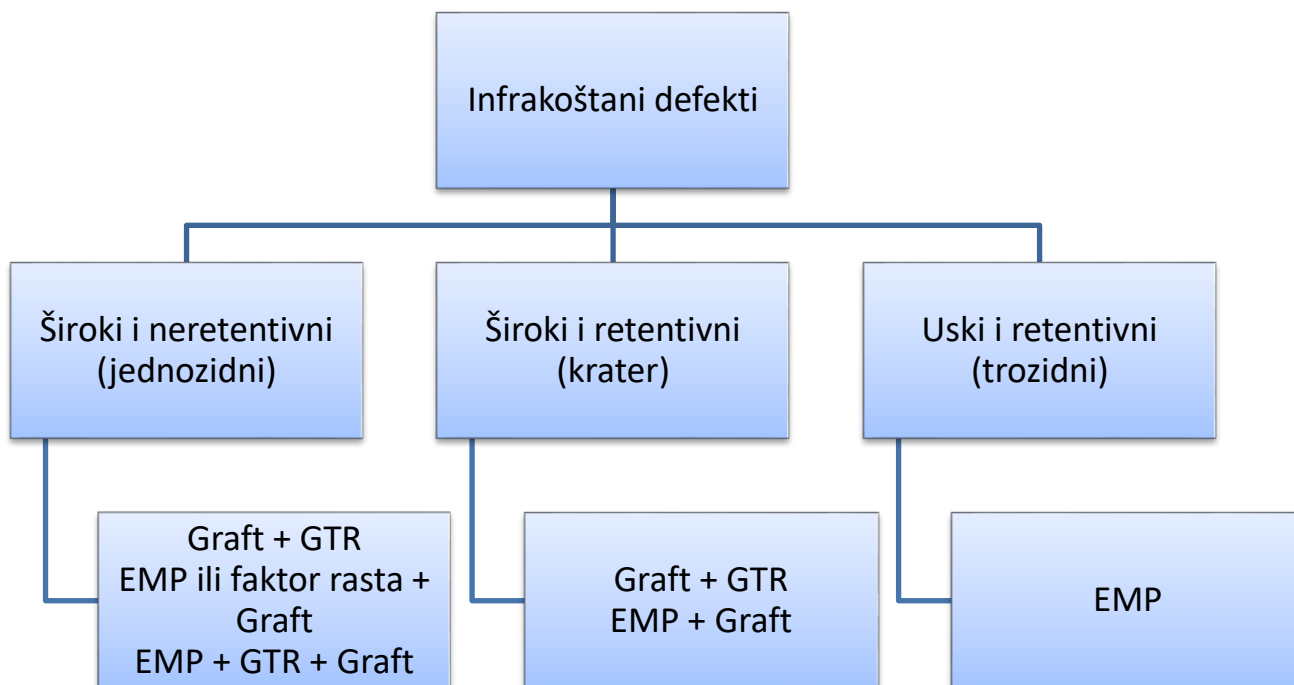 Infrakoštani defekti
Široki i neretentivni
(jednozidni)
Široki i retentivni
(krater)
Uski i retentivni
(trozidni)
Graft + GTR
EMP ili faktor rasta +
Graft
EMP + GTR + Graft
Graft + GTR
EMP + Graft
EMP